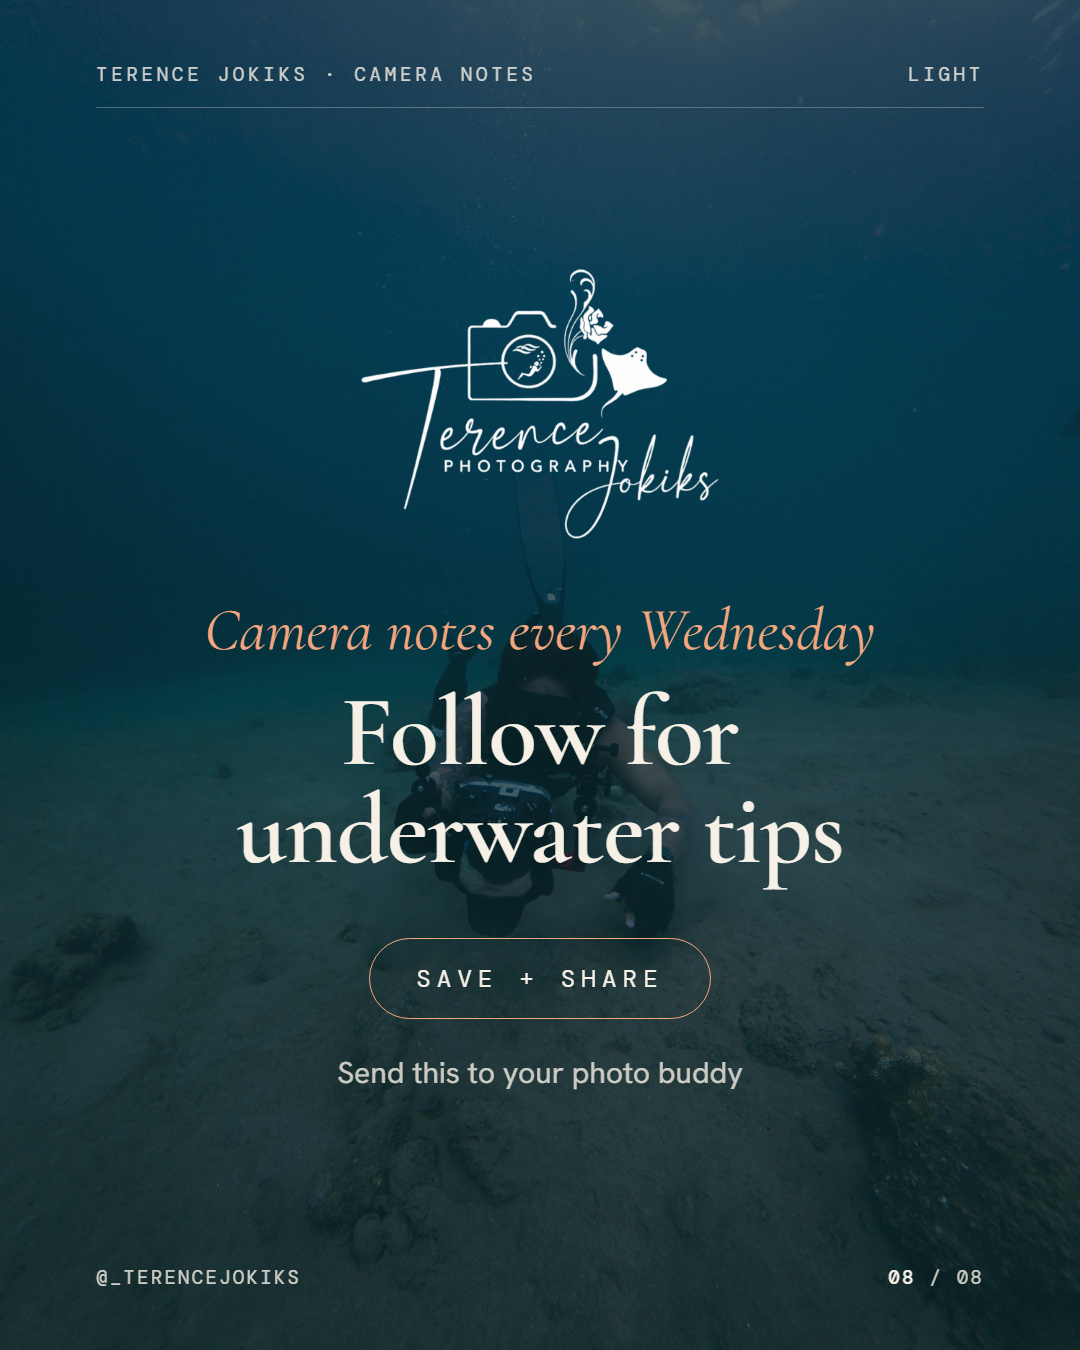 TERENCE JOKIKS · CAMERA NOTES
LIGHT
Terence
PHOTOGRAPHY
Jokiks
Camera notes every Wednesday
Follow for
underwater tips
SAVE + SHARE
Send this to your photo buddy
@_TERENCEJOKIKS
08 / 08